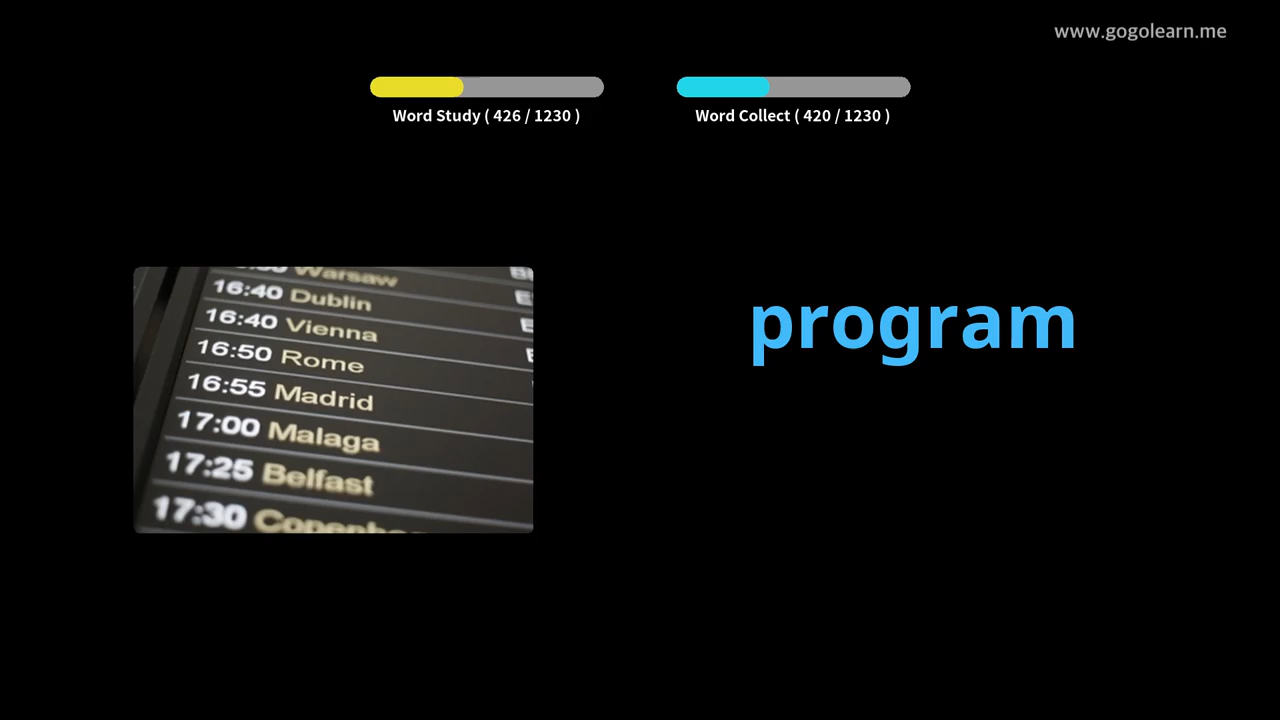 www.gogolearn.me
Word Study ( 426 / 1230 )
Word Collect ( 420 / 1230 )
Warsaw
16:40 Dublin
16:40 Vienna
16:50 Rome
16:55 Madrid
17:00 Malaga
17:25 Belfast
17:30
program